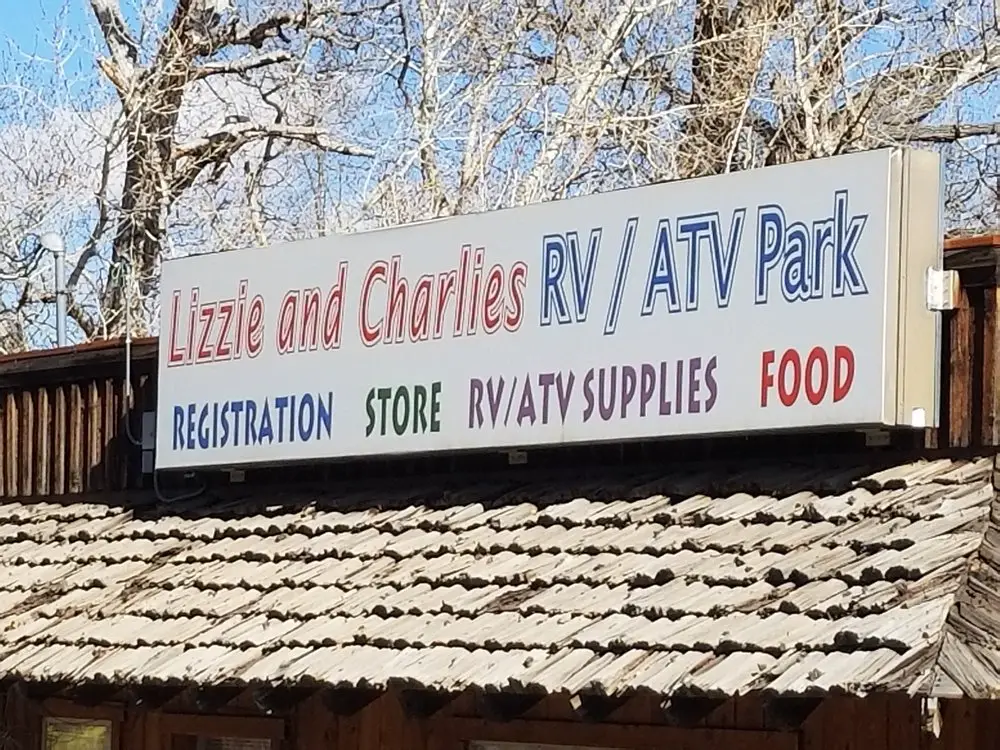 Lizzie and Charlies RV / ATV Park
REGISTRATION STORE RV/ATV SUPPLIES FOOD